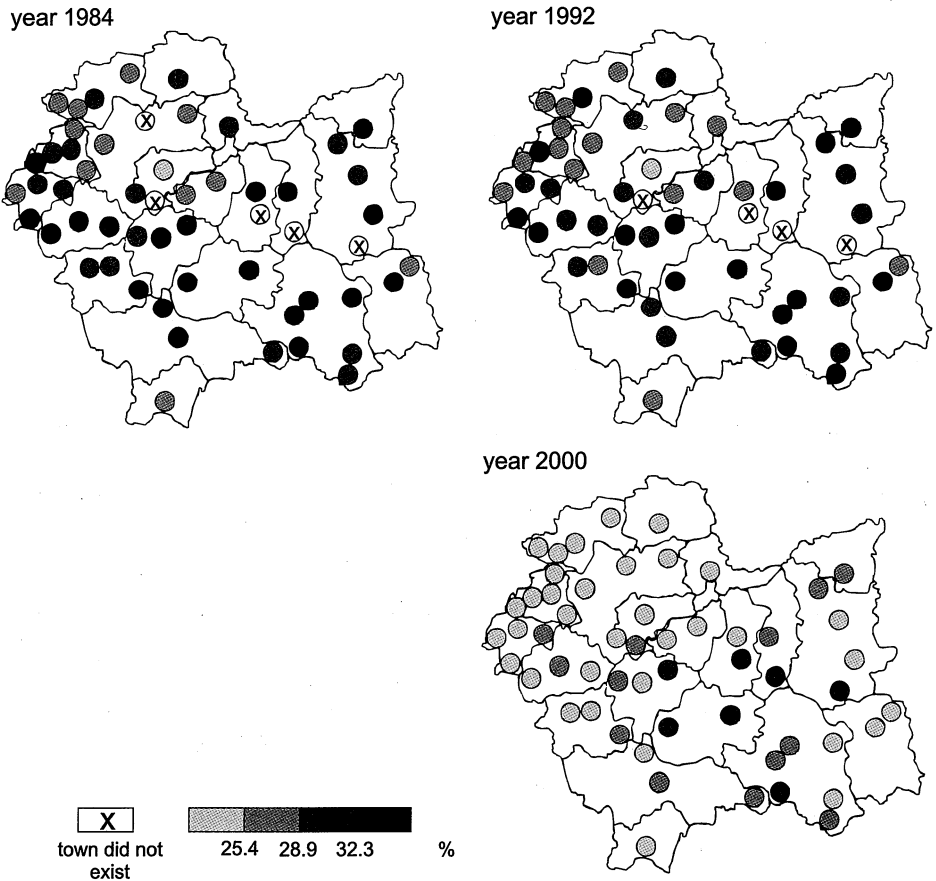 year 1984
year 1992
X
X
X
X
X
X
X
X
X
year 2000
X
town did not
exist
25.4 28.9 32.3 %